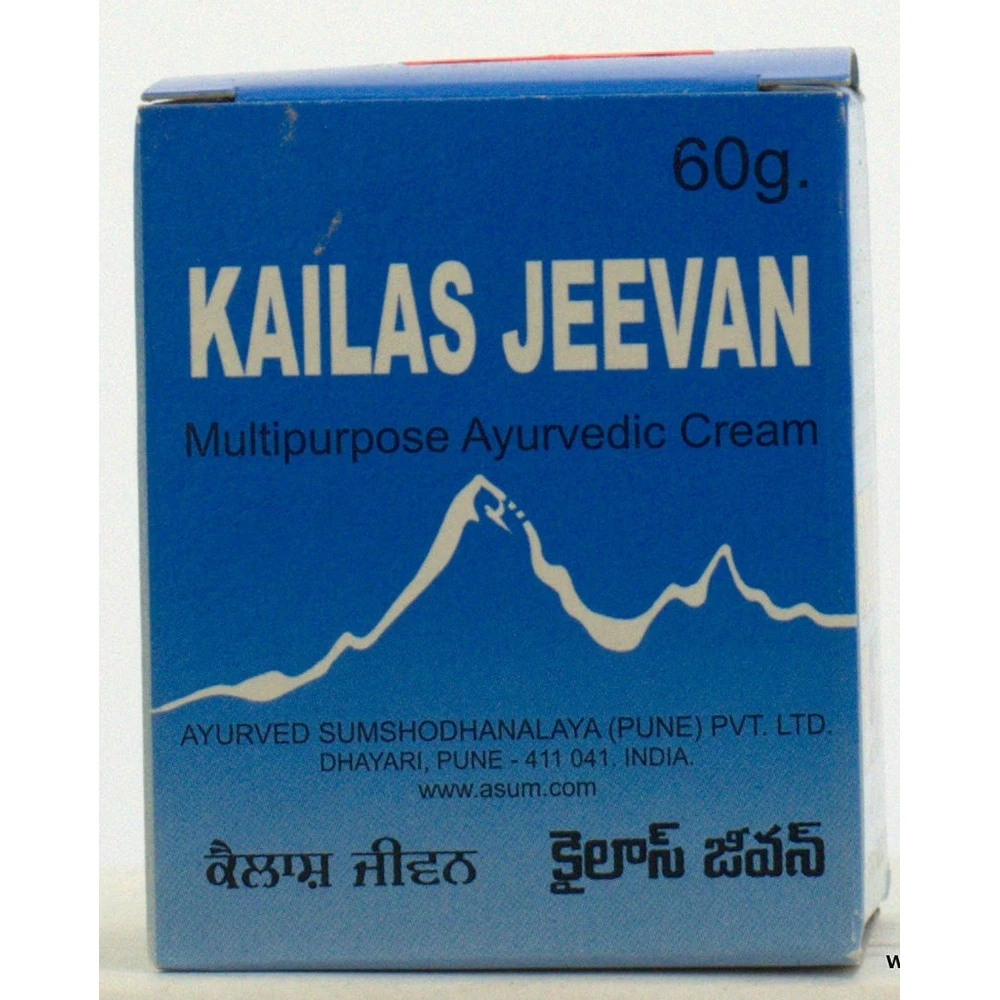 60g.
KAILAS JEEVAN
Multipurpose Ayurvedic Cream
AYURVED SUMSHODHANALAYA (PUNE) PVT. LTD.
DHAYARI, PUNE - 411 041. INDIA.
www.asum.com
ਕੈਲਾਸ਼ ਜੀਵਨ కైలాస్ జీవన్